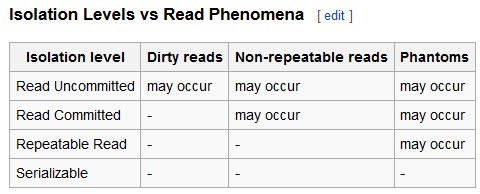 Isolation Levels vs Read Phenomena [ edit ]
Isolation level Dirty reads Non-repeatable reads Phantoms
Read Uncommitted may occur may occur may occur
Read Committed - may occur may occur
Repeatable Read - - may occur
Serializable - - -